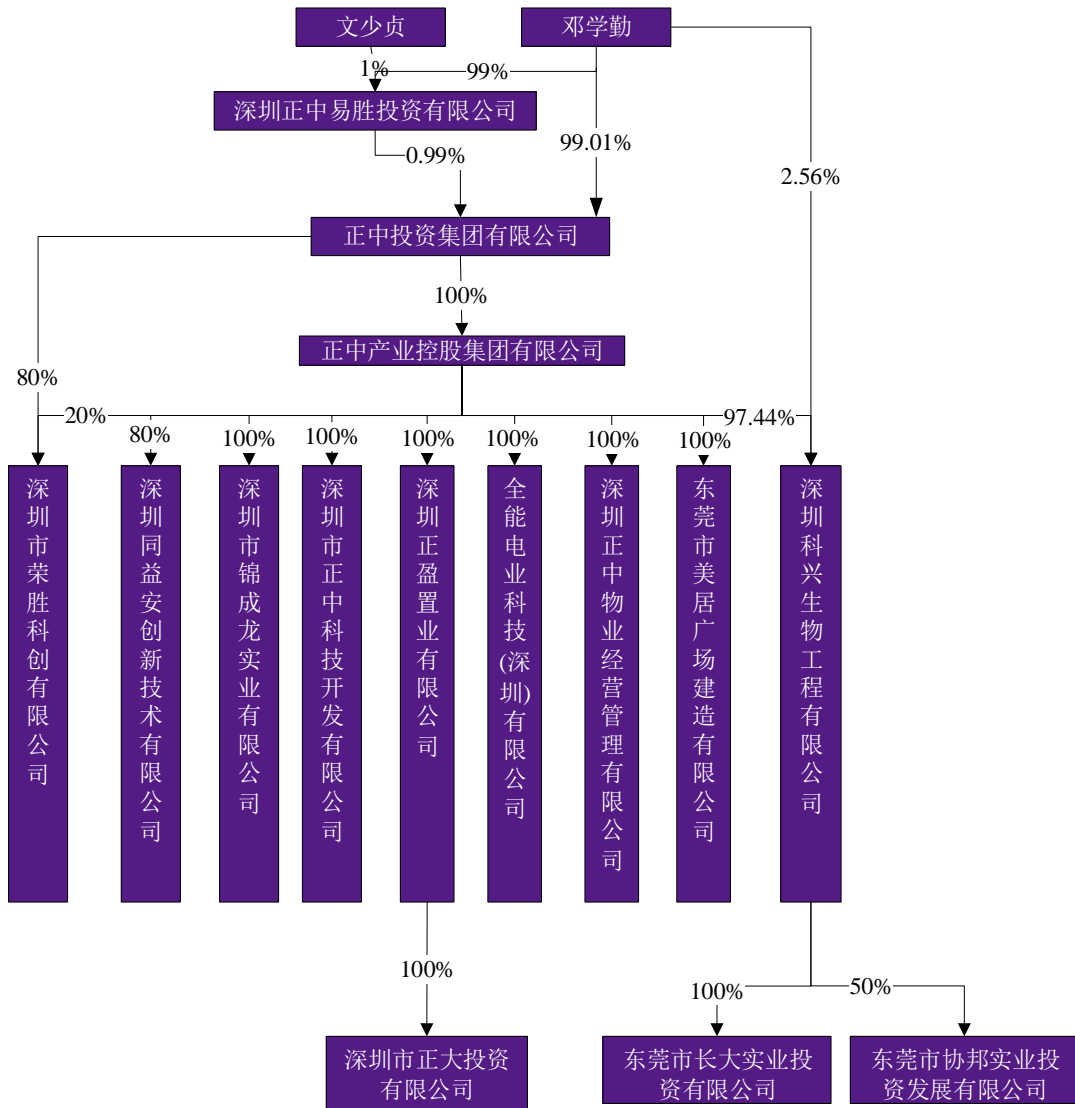 文少贞
邓学勤
1%
99%
深圳正中易胜投资有限公司
0.99%
99.01%
2.56%
正中投资集团有限公司
100%
正中产业控股集团有限公司
80%
20%
97.44%
80%
100%
100%
100%
100%
100%
100%
深圳市荣胜科创有限公司
深圳同益安创新技术有限公司
深圳市锦成龙实业有限公司
深圳市正中科技开发有限公司
深圳正盈置业有限公司
全能电业科技(深圳)有限公司
深圳正中物业经营管理有限公司
东莞市美居广场建造有限公司
深圳科兴生物工程有限公司
100%
100%
50%
深圳市正大投资
有限公司
东莞市长大实业投
资有限公司
东莞市协邦实业投
资发展有限公司